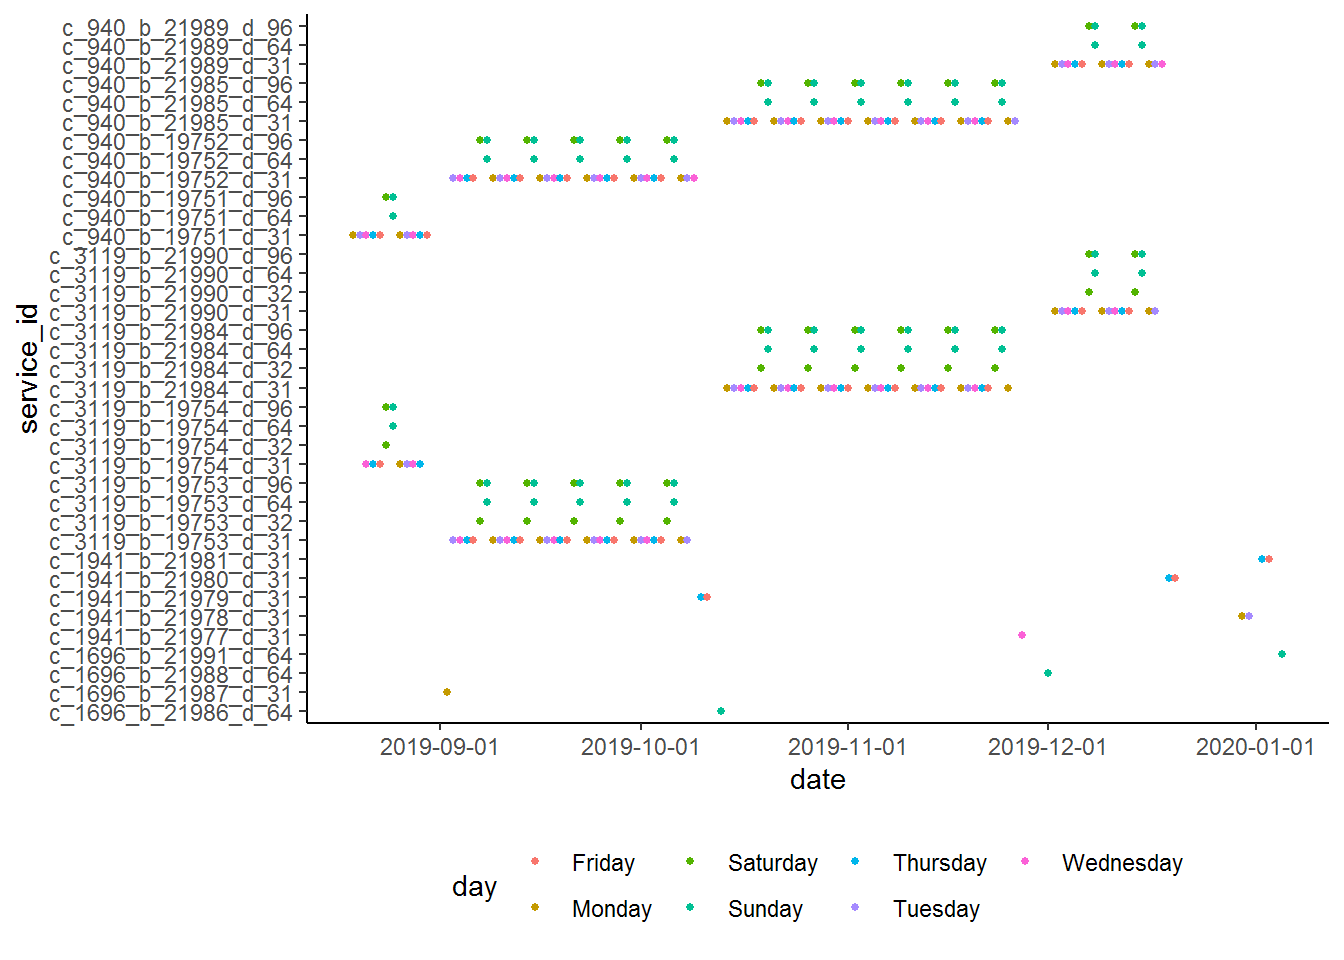 c_940_b_21989_d_96
c_940_b_21989_d_64
c_940_b_21989_d_31
c_940_b_21985_d_96
c_940_b_21985_d_64
c_940_b_21985_d_31
c_940_b_19752_d_96
c_940_b_19752_d_64
c_940_b_19752_d_31
c_940_b_19751_d_96
c_940_b_19751_d_64
c_940_b_19751_d_31
c_3119_b_21990_d_96
c_3119_b_21990_d_64
c_3119_b_21990_d_32
c_3119_b_21990_d_31
c_3119_b_21984_d_96
c_3119_b_21984_d_64
c_3119_b_21984_d_32
c_3119_b_21984_d_31
c_3119_b_19754_d_96
c_3119_b_19754_d_64
c_3119_b_19754_d_32
c_3119_b_19754_d_31
c_3119_b_19753_d_96
c_3119_b_19753_d_64
c_3119_b_19753_d_32
c_3119_b_19753_d_31
c_1941_b_21981_d_31
c_1941_b_21980_d_31
c_1941_b_21979_d_31
c_1941_b_21978_d_31
c_1941_b_21977_d_31
c_1696_b_21991_d_64
c_1696_b_21988_d_64
c_1696_b_21987_d_31
c_1696_b_21986_d_64
service_id
2019-09-01 2019-10-01 2019-11-01 2019-12-01 2020-01-01
date
day
Friday Saturday Thursday Wednesday
Monday Sunday Tuesday